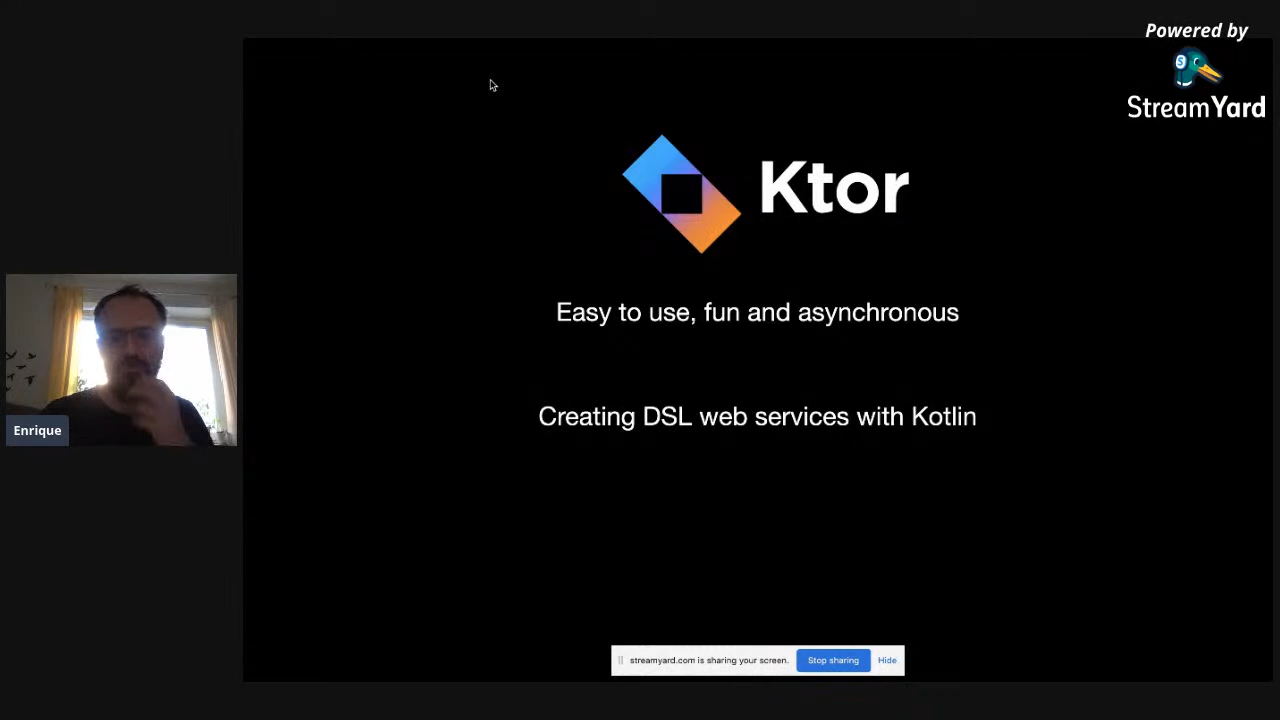 Powered by
StreamYard
Ktor
Easy to use, fun and asynchronous
Creating DSL web services with Kotlin
Enrique
streamyard.com is sharing your screen.
Stop sharing
Hide